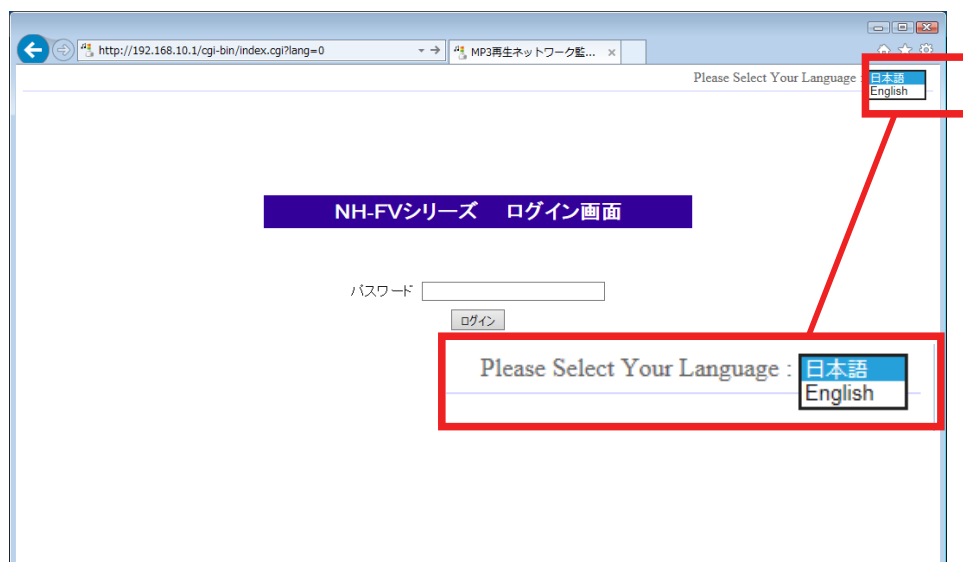 http://192.168.10.1/cgi-bin/index.cgi?lang=0
MP3再生ネットワーク監...
Please Select Your Language : 日本語
English
NH-FVシリーズ ログイン画面
パスワード
ログイン
Please Select Your Language : 日本語
English